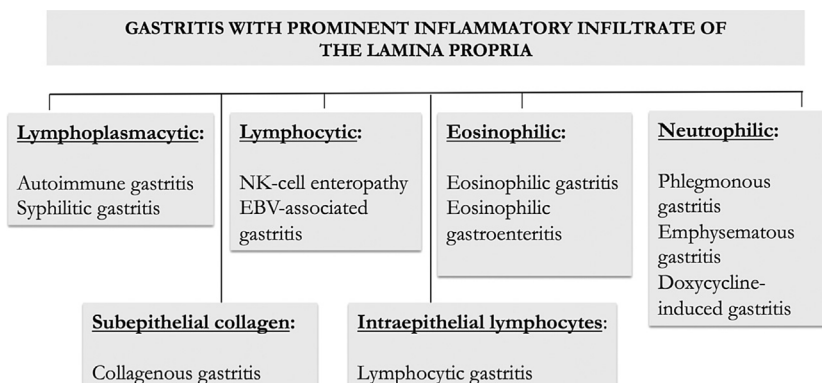 GASTRITIS WITH PROMINENT INFLAMMATORY INFILTRATE OF
THE LAMINA PROPRIA
Lymphoplasmacytic:
Autoimmune gastritis
Syphilitic gastritis
Lymphocytic:
NK-cell enteropathy
EBV-associated
gastritis
Eosinophilic:
Eosinophilic gastritis
Eosinophilic
gastroenteritis
Neutrophilic:
Phlegmonous
gastritis
Emphysematous
gastritis
Doxycycline-
induced gastritis
Subepithelial collagen:
Collagenous gastritis
Intraepithelial lymphocytes:
Lymphocytic gastritis